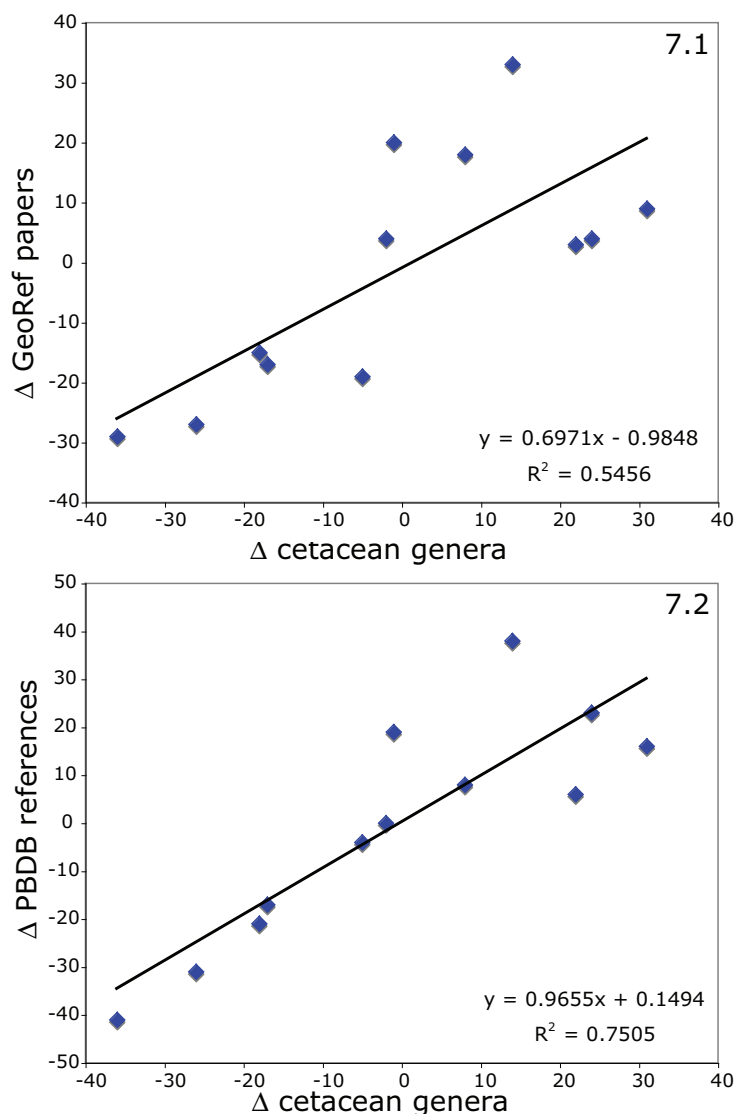 7.1
40
30
20
10
0
-10
-20
-30
-40
Δ GeoRef papers
y = 0.6971x - 0.9848
R² = 0.5456
-40 -30 -20 -10 0 10 20 30 40
Δ cetacean genera
7.2
50
40
30
20
10
0
-10
-20
-30
-40
-50
Δ PBDB references
y = 0.9655x + 0.1494
R² = 0.7505
-40 -30 -20 -10 0 10 20 30 40
Δ cetacean genera